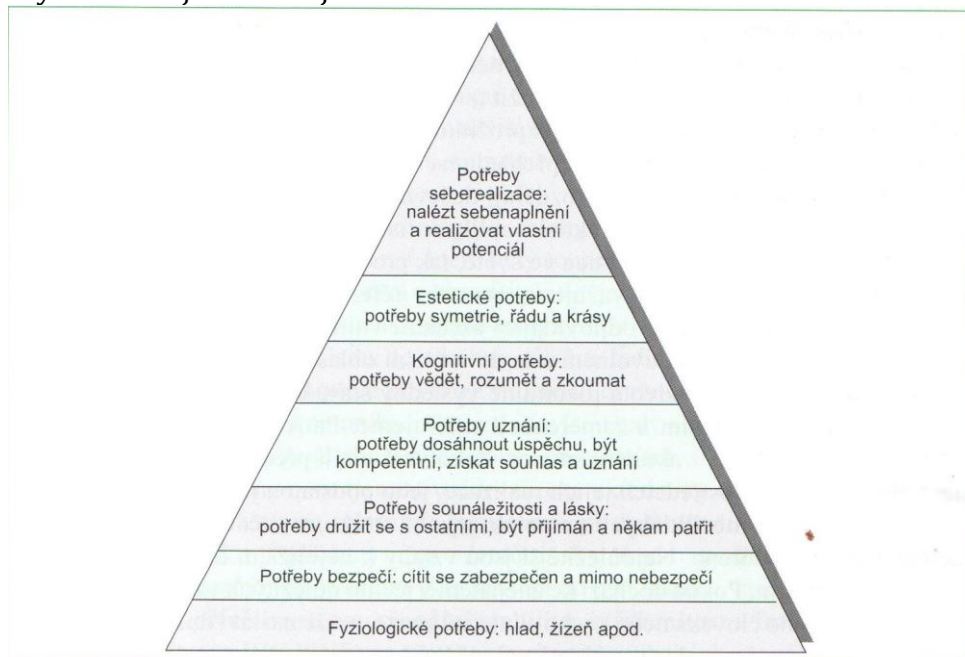 Potřeby
seberealizace:
nalézt sebenaplnění
a realizovat vlastní
potenciál
Estetické potřeby:
potřeby symetrie, řádu a krásy
Kognitivní potřeby:
potřeby vědět, rozumět a zkoumat
Potřeby uznání:
potřeby dosáhnout úspěchu, být
kompetentní, získat souhlas a uznání
Potřeby sounáležitosti a lásky:
potřeby družit se s ostatními, být přijímán a někam patřit
Potřeby bezpečí: cítit se zabezpečen a mimo nebezpečí
Fyziologické potřeby: hlad, žízeň apod.